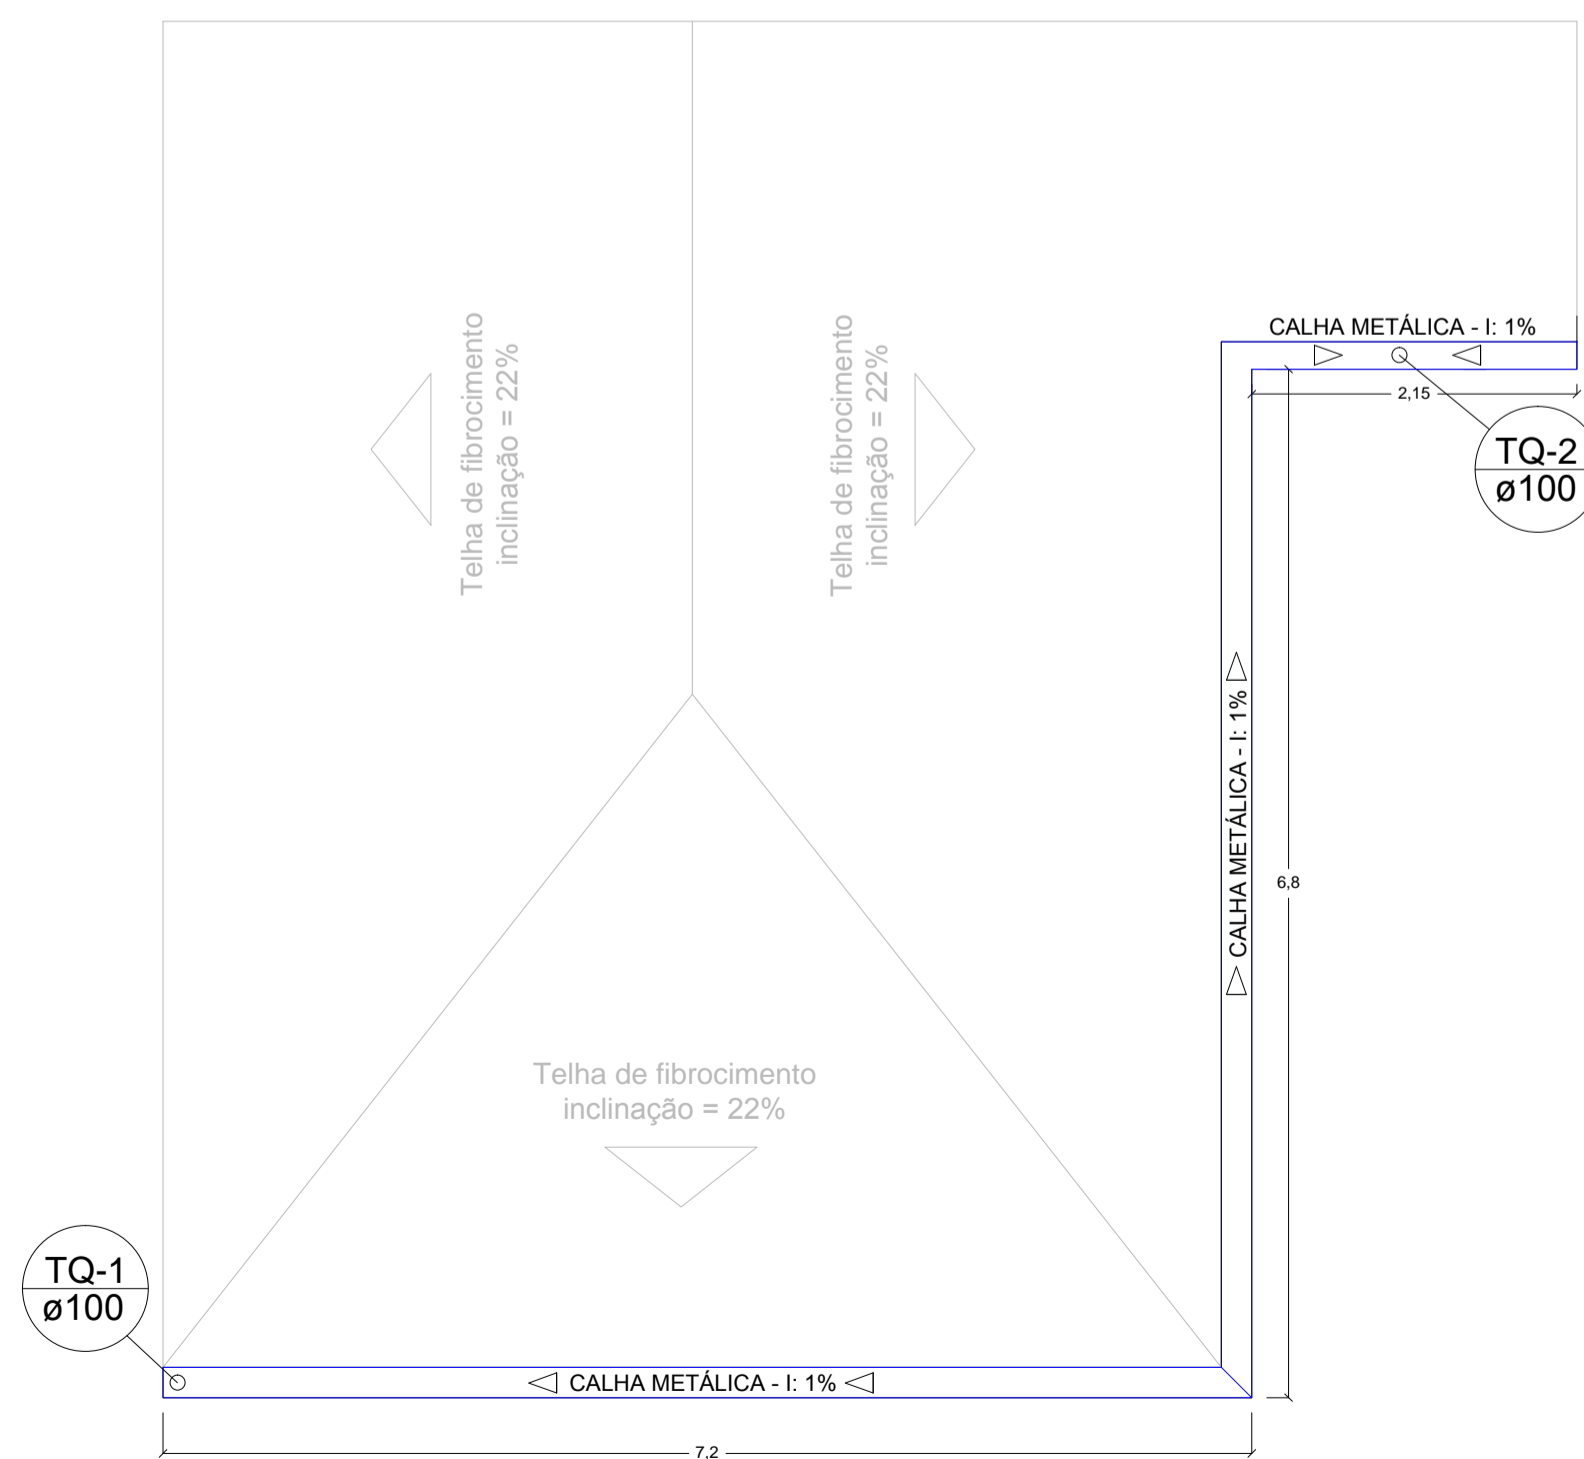 CALHA METÁLICA - I: 1%
2,15
TQ-2
ø100
Telha de fibrocimento
inclinação = 22%
Telha de fibrocimento
inclinação = 22%
CALHA METÁLICA - I: 1%
6,8
Telha de fibrocimento
inclinação = 22%
TQ-1
ø100
CALHA METÁLICA - I: 1%
7,2